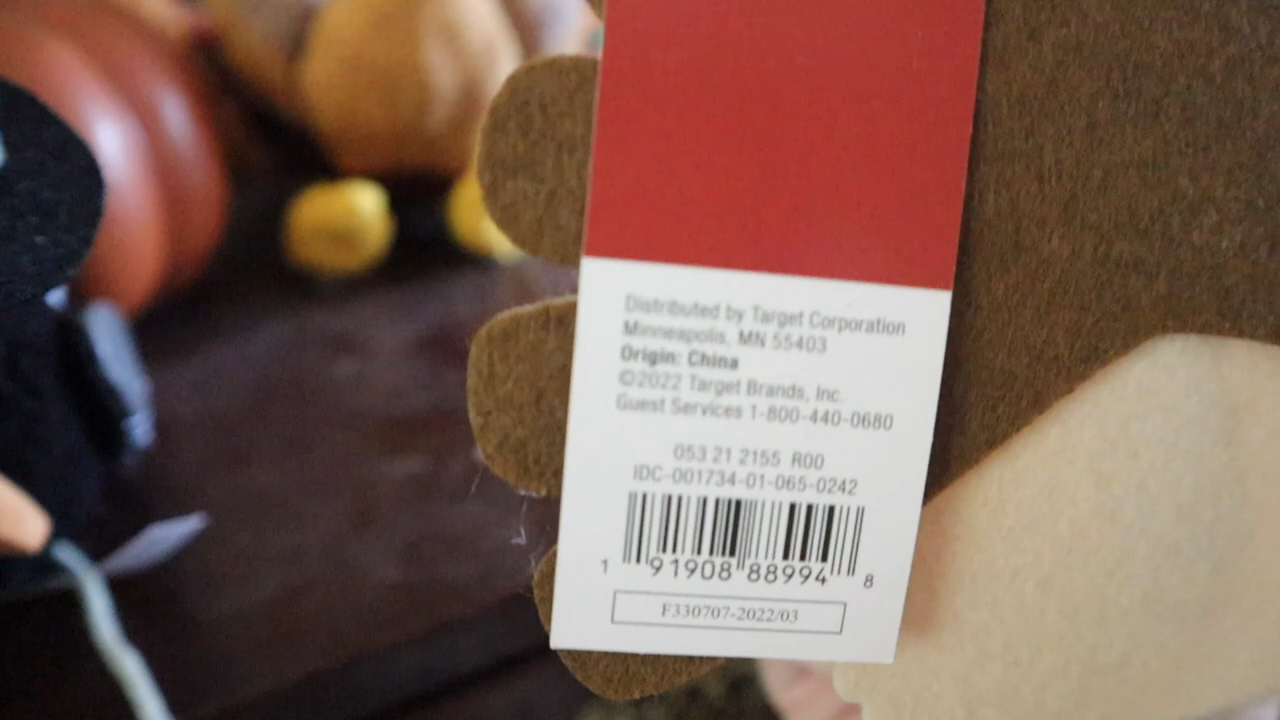 Distributed by Target Corporation
Minneapolis, MN 55403
Origin: China
©2022 Target Brands, Inc.
Guest Services 1-800-440-0680
053 21 2155 R00
IDC-001734-01-065-0242
1 91908 88994 8
F330707-2022/03